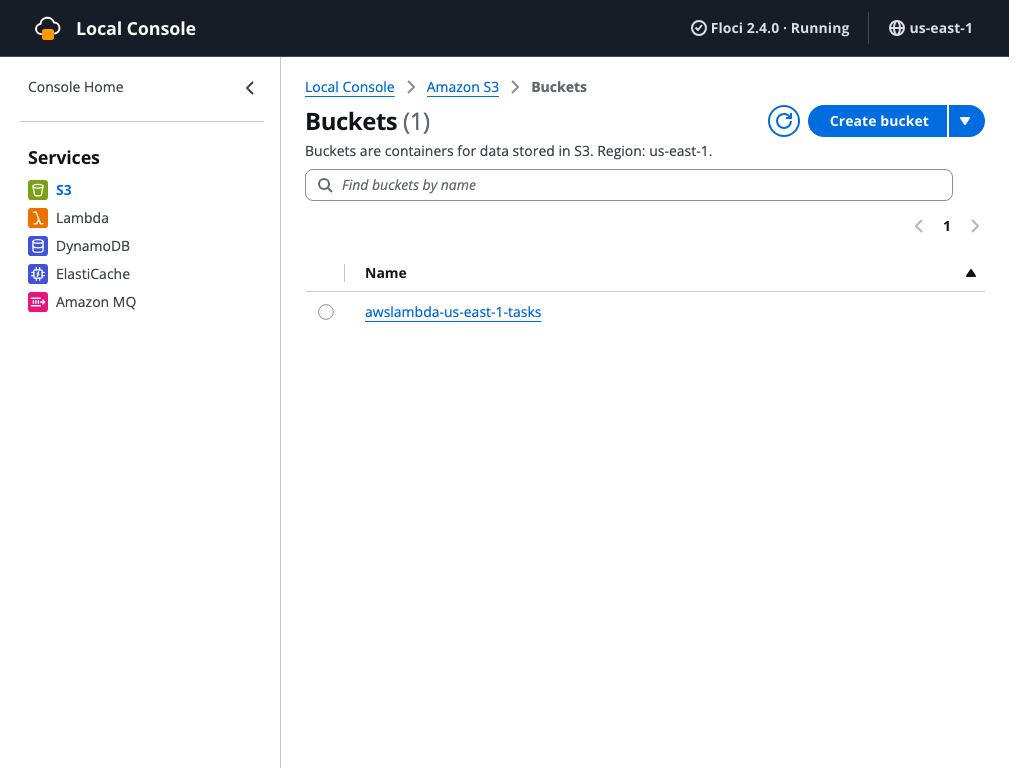 Local Console
Floci 2.4.0 · Running
us-east-1
Console Home
Services
S3
Lambda
DynamoDB
ElastiCache
Amazon MQ
Local Console
Amazon S3
Buckets
Buckets (1)
Create bucket
Buckets are containers for data stored in S3. Region: us-east-1.
Find buckets by name
1
Name
awslambda-us-east-1-tasks